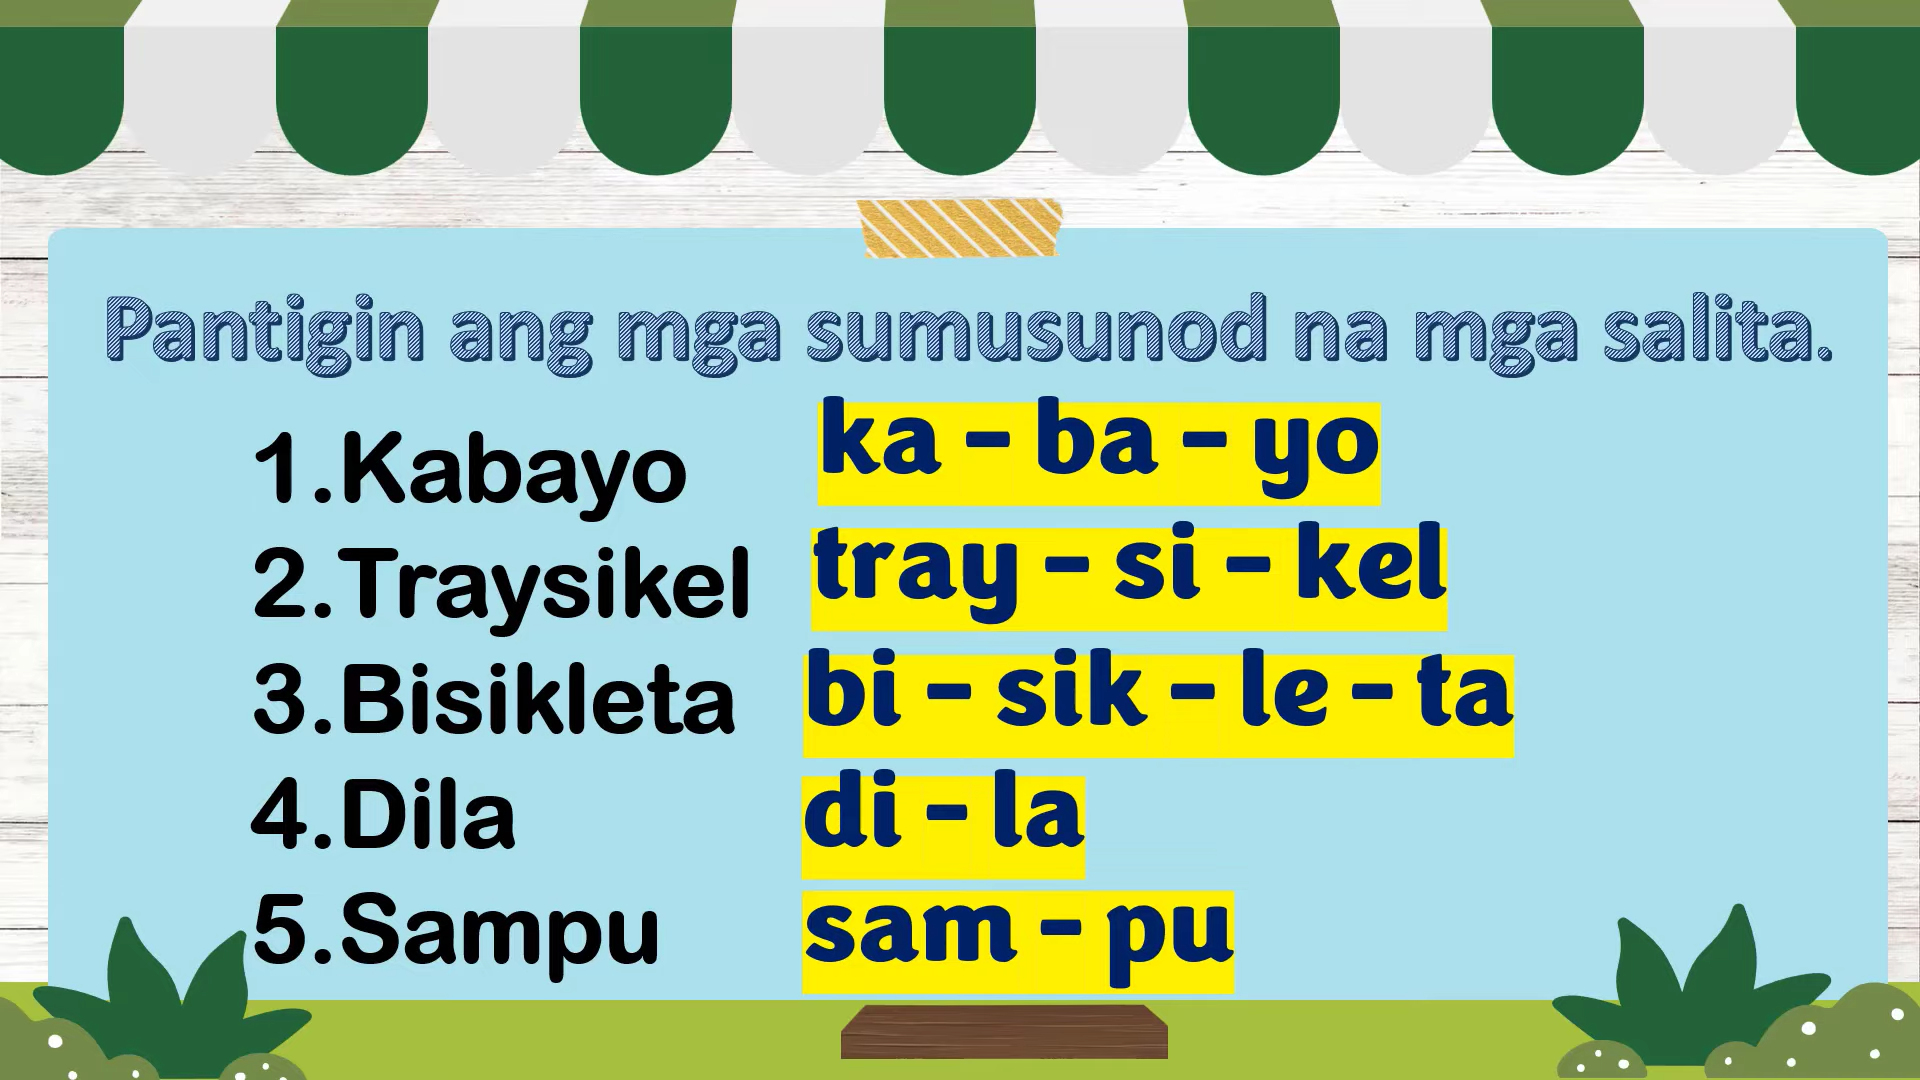 Pantigin ang mga sumusunod na mga salita.
1.Kabayo ka - ba - yo
2.Traysikel tray - si - kel
3.Bisikleta bi - sik - le - ta
4.Dila di - la
5.Sampu sam - pu